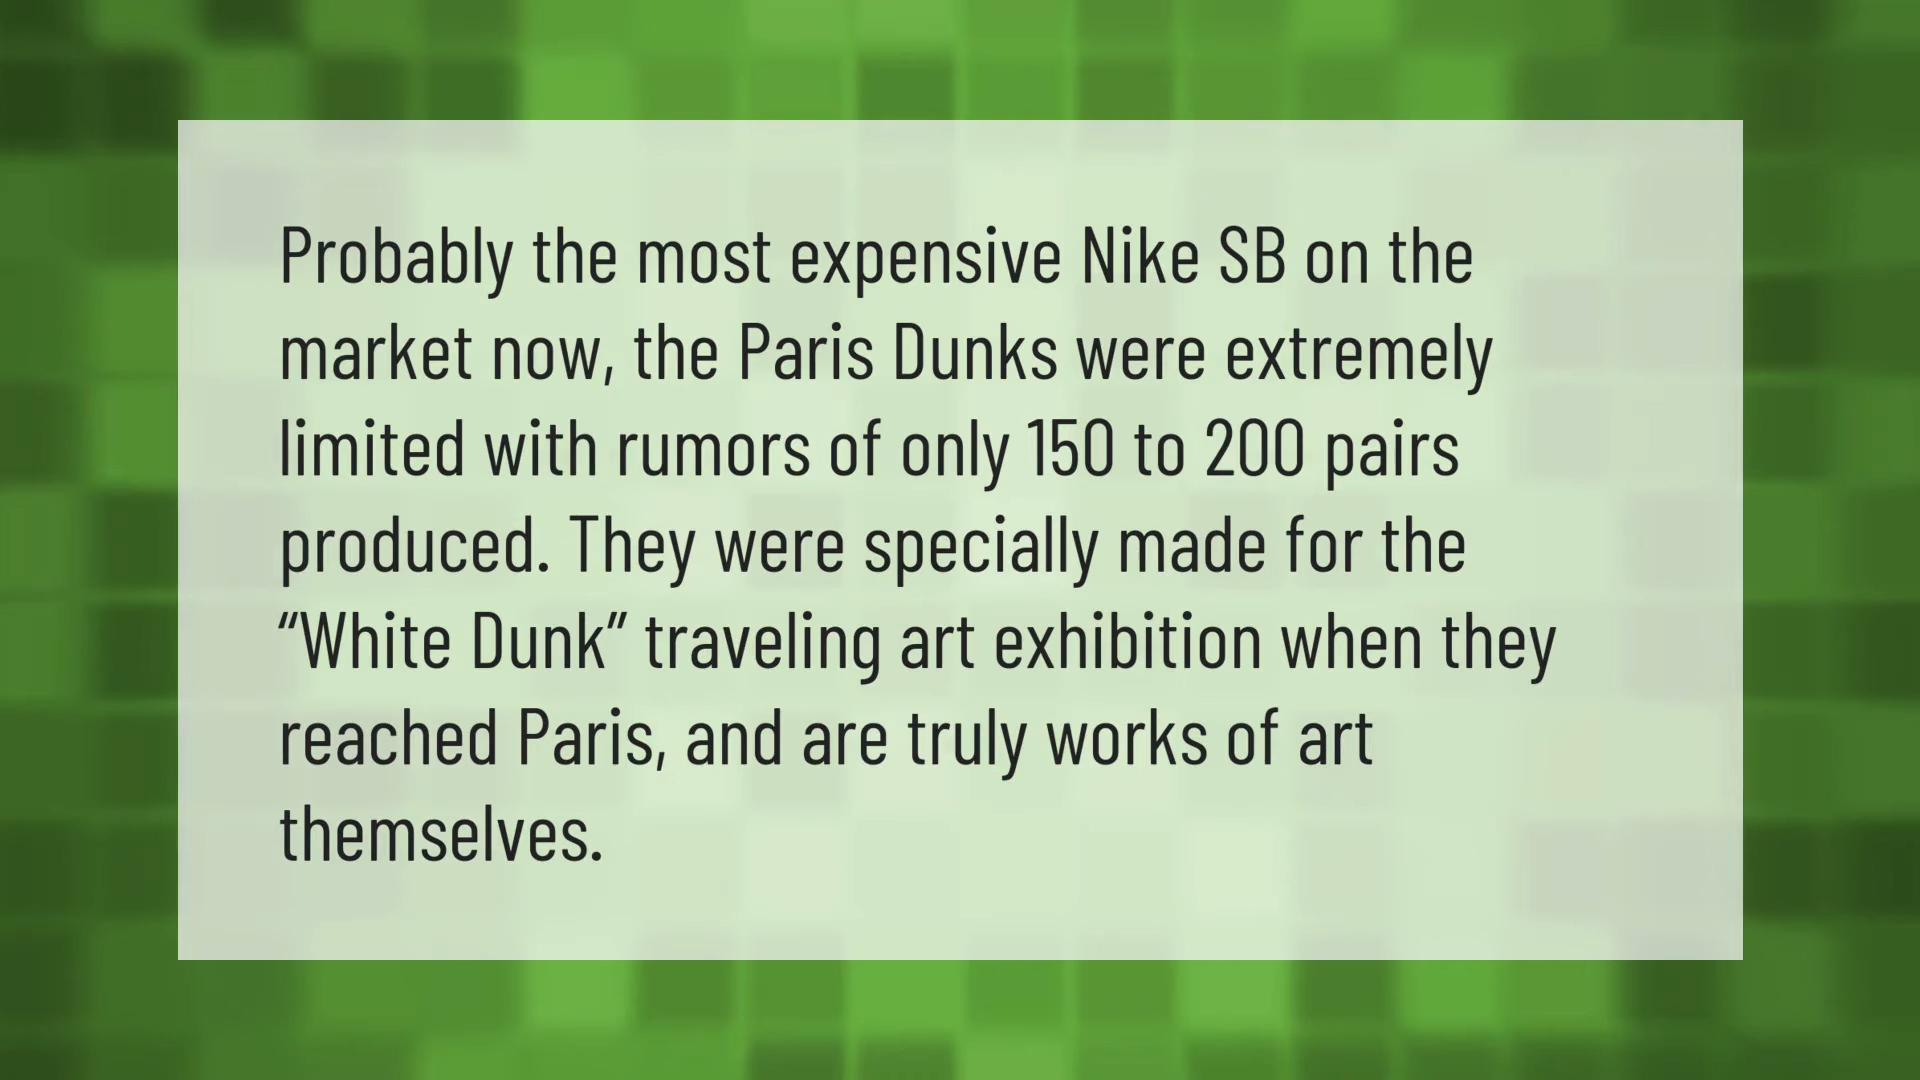 Probably the most expensive Nike SB on the
market now, the Paris Dunks were extremely
limited with rumors of only 150 to 200 pairs
produced. They were specially made for the
“White Dunk” traveling art exhibition when they
reached Paris, and are truly works of art
themselves.